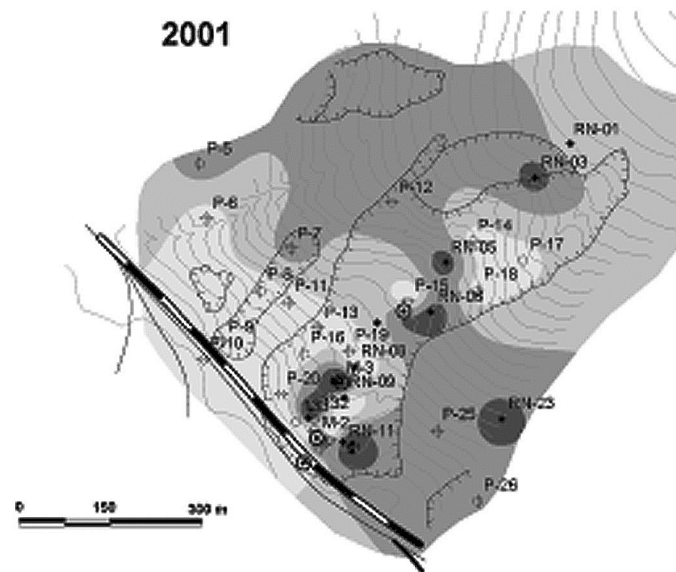 2001
RN-01
P-5
RN-03
P-12
P-6
P-14
P-7
P-17
RN-05
P-18
P-8
P-15
P-11
RN-06
P-13
P-9
P-19
P-10
P-16
RN-08
M-3
P-20
RN-09
RN-23
M-2
P-25
RN-11
P-26
0 150 300 m